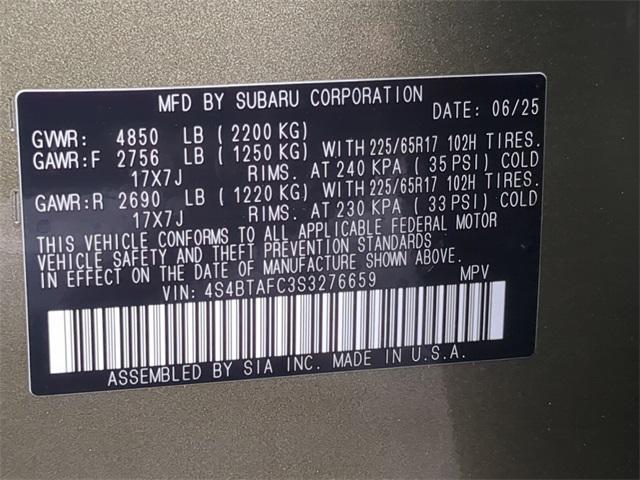 MFD BY SUBARU CORPORATION DATE: 06/25
GVWR: 4850 LB ( 2200 KG)
GAWR:F 2756 LB ( 1250 KG) WITH 225/65R17 102H TIRES.
17X7J RIMS. AT 240 KPA ( 35 PSI) COLD
GAWR:R 2690 LB ( 1220 KG) WITH 225/65R17 102H TIRES.
17X7J RIMS. AT 230 KPA ( 33 PSI) COLD
THIS VEHICLE CONFORMS TO ALL APPLICABLE FEDERAL MOTOR
VEHICLE SAFETY AND THEFT PREVENTION STANDARDS
IN EFFECT ON THE DATE OF MANUFACTURE SHOWN ABOVE.
VIN: 4S4BTAFC3S3276659 MPV
ASSEMBLED BY SIA INC. MADE IN U.S.A.